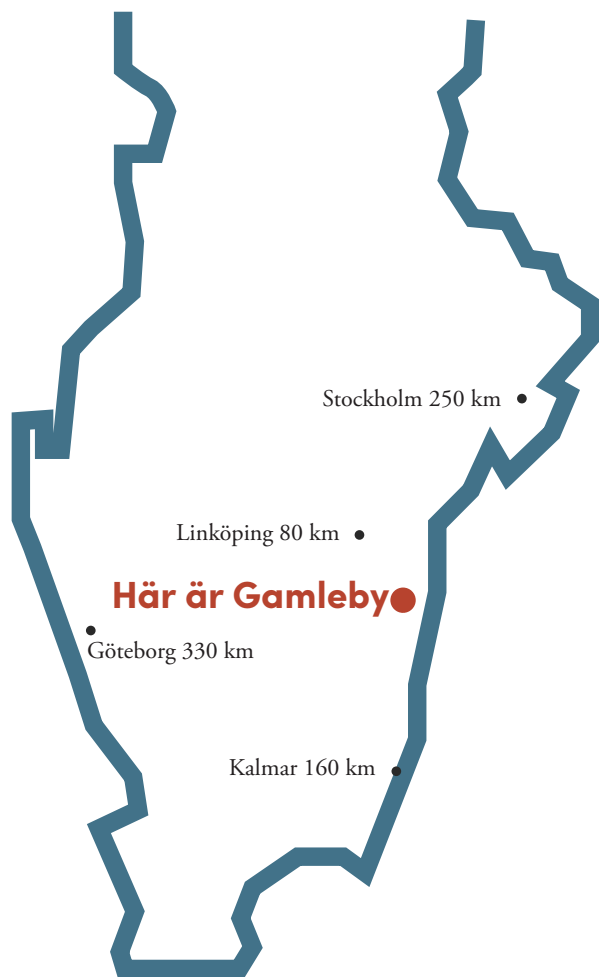 Stockholm 250 km
Linköping 80 km
Här är Gamleby
Göteborg 330 km
Kalmar 160 km